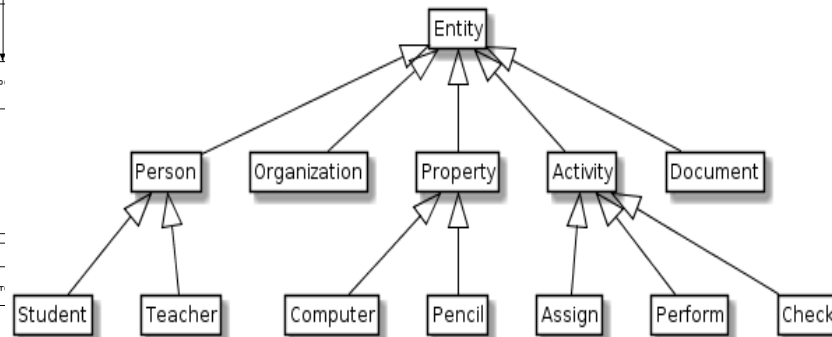 Entity
Person
Organization
Property
Activity
Document
Student
Teacher
Computer
Pencil
Assign
Perform
Check